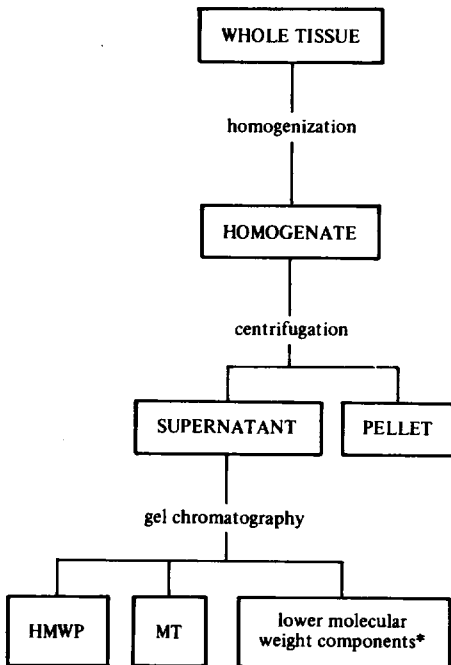 WHOLE TISSUE
homogenization
HOMOGENATE
centrifugation
SUPERNATANT
PELLET
gel chromatography
HMWP
MT
lower molecular
weight components*